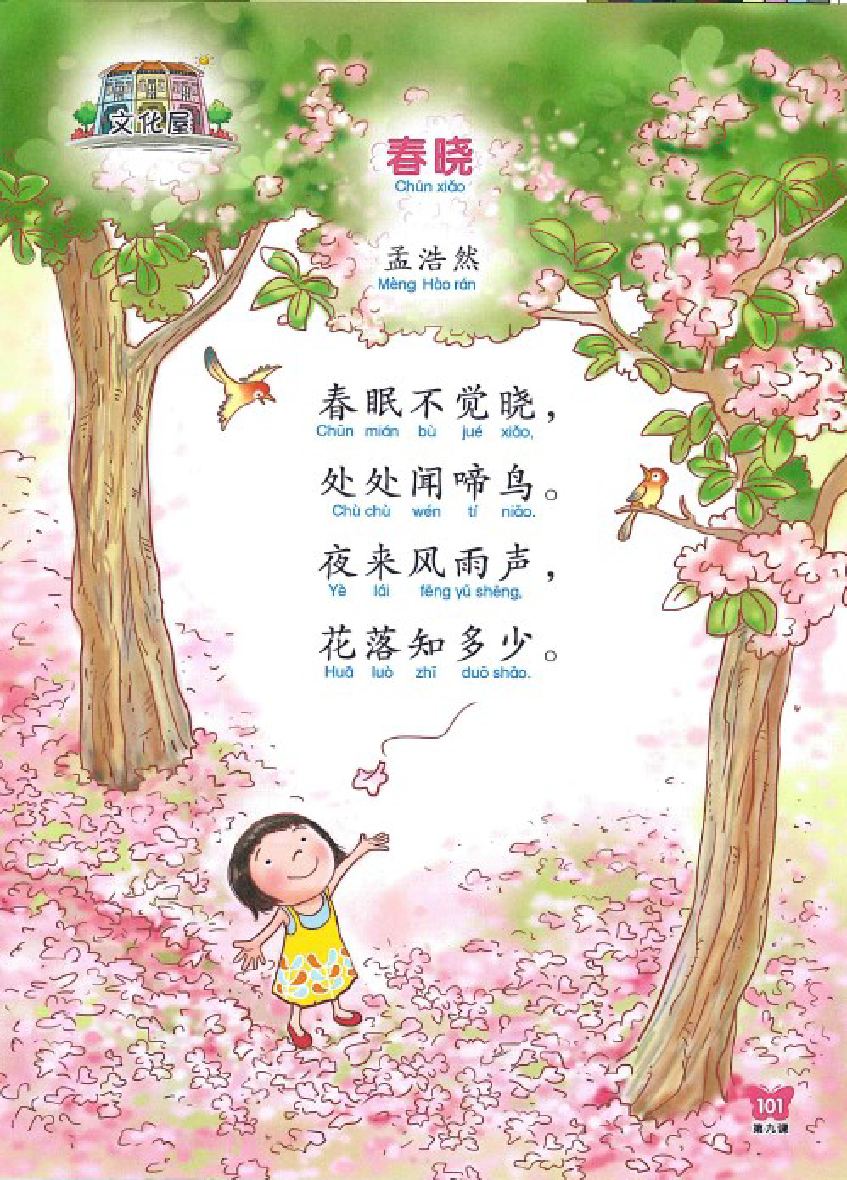 文化屋
春晓
Chūn xiǎo
孟浩然
Mèng Hào rán
春眠不觉晓，
Chūn mián bù jué xiǎo,
处处闻啼鸟。
Chù chù wén tí niǎo.
夜来风雨声，
Yè lái fēng yǔ shēng,
花落知多少。
Huā luò zhī duō shǎo.
101
第九课